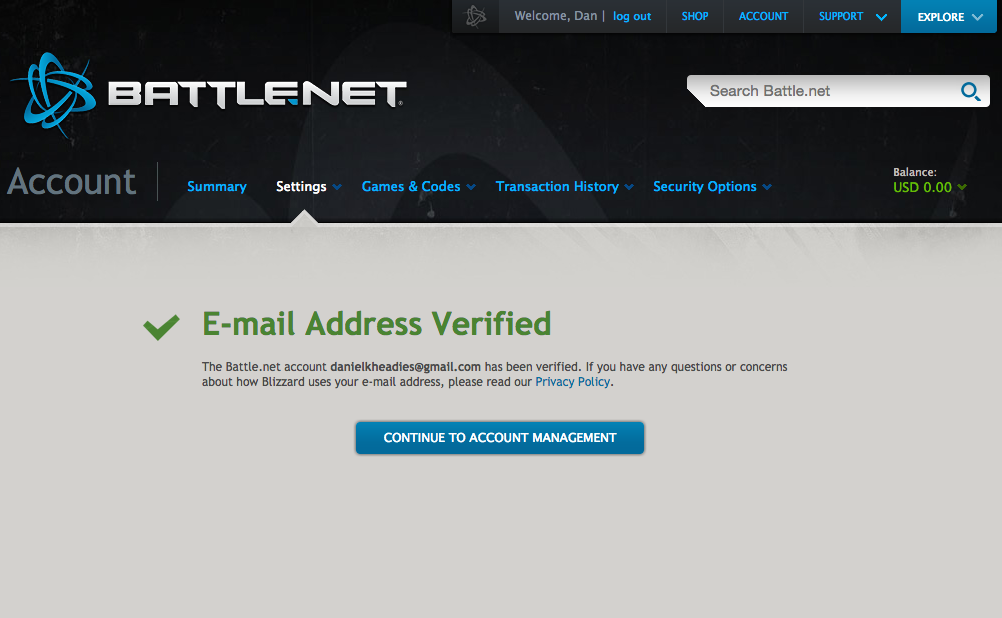 Welcome, Dan | log out SHOP ACCOUNT SUPPORT EXPLORE
BATTLE.NET®
Search Battle.net
Account Summary Settings Games & Codes Transaction History Security Options
Balance:
USD 0.00
E-mail Address Verified
The Battle.net account danielkheadies@gmail.com has been verified. If you have any questions or concerns
about how Blizzard uses your e-mail address, please read our Privacy Policy.
CONTINUE TO ACCOUNT MANAGEMENT